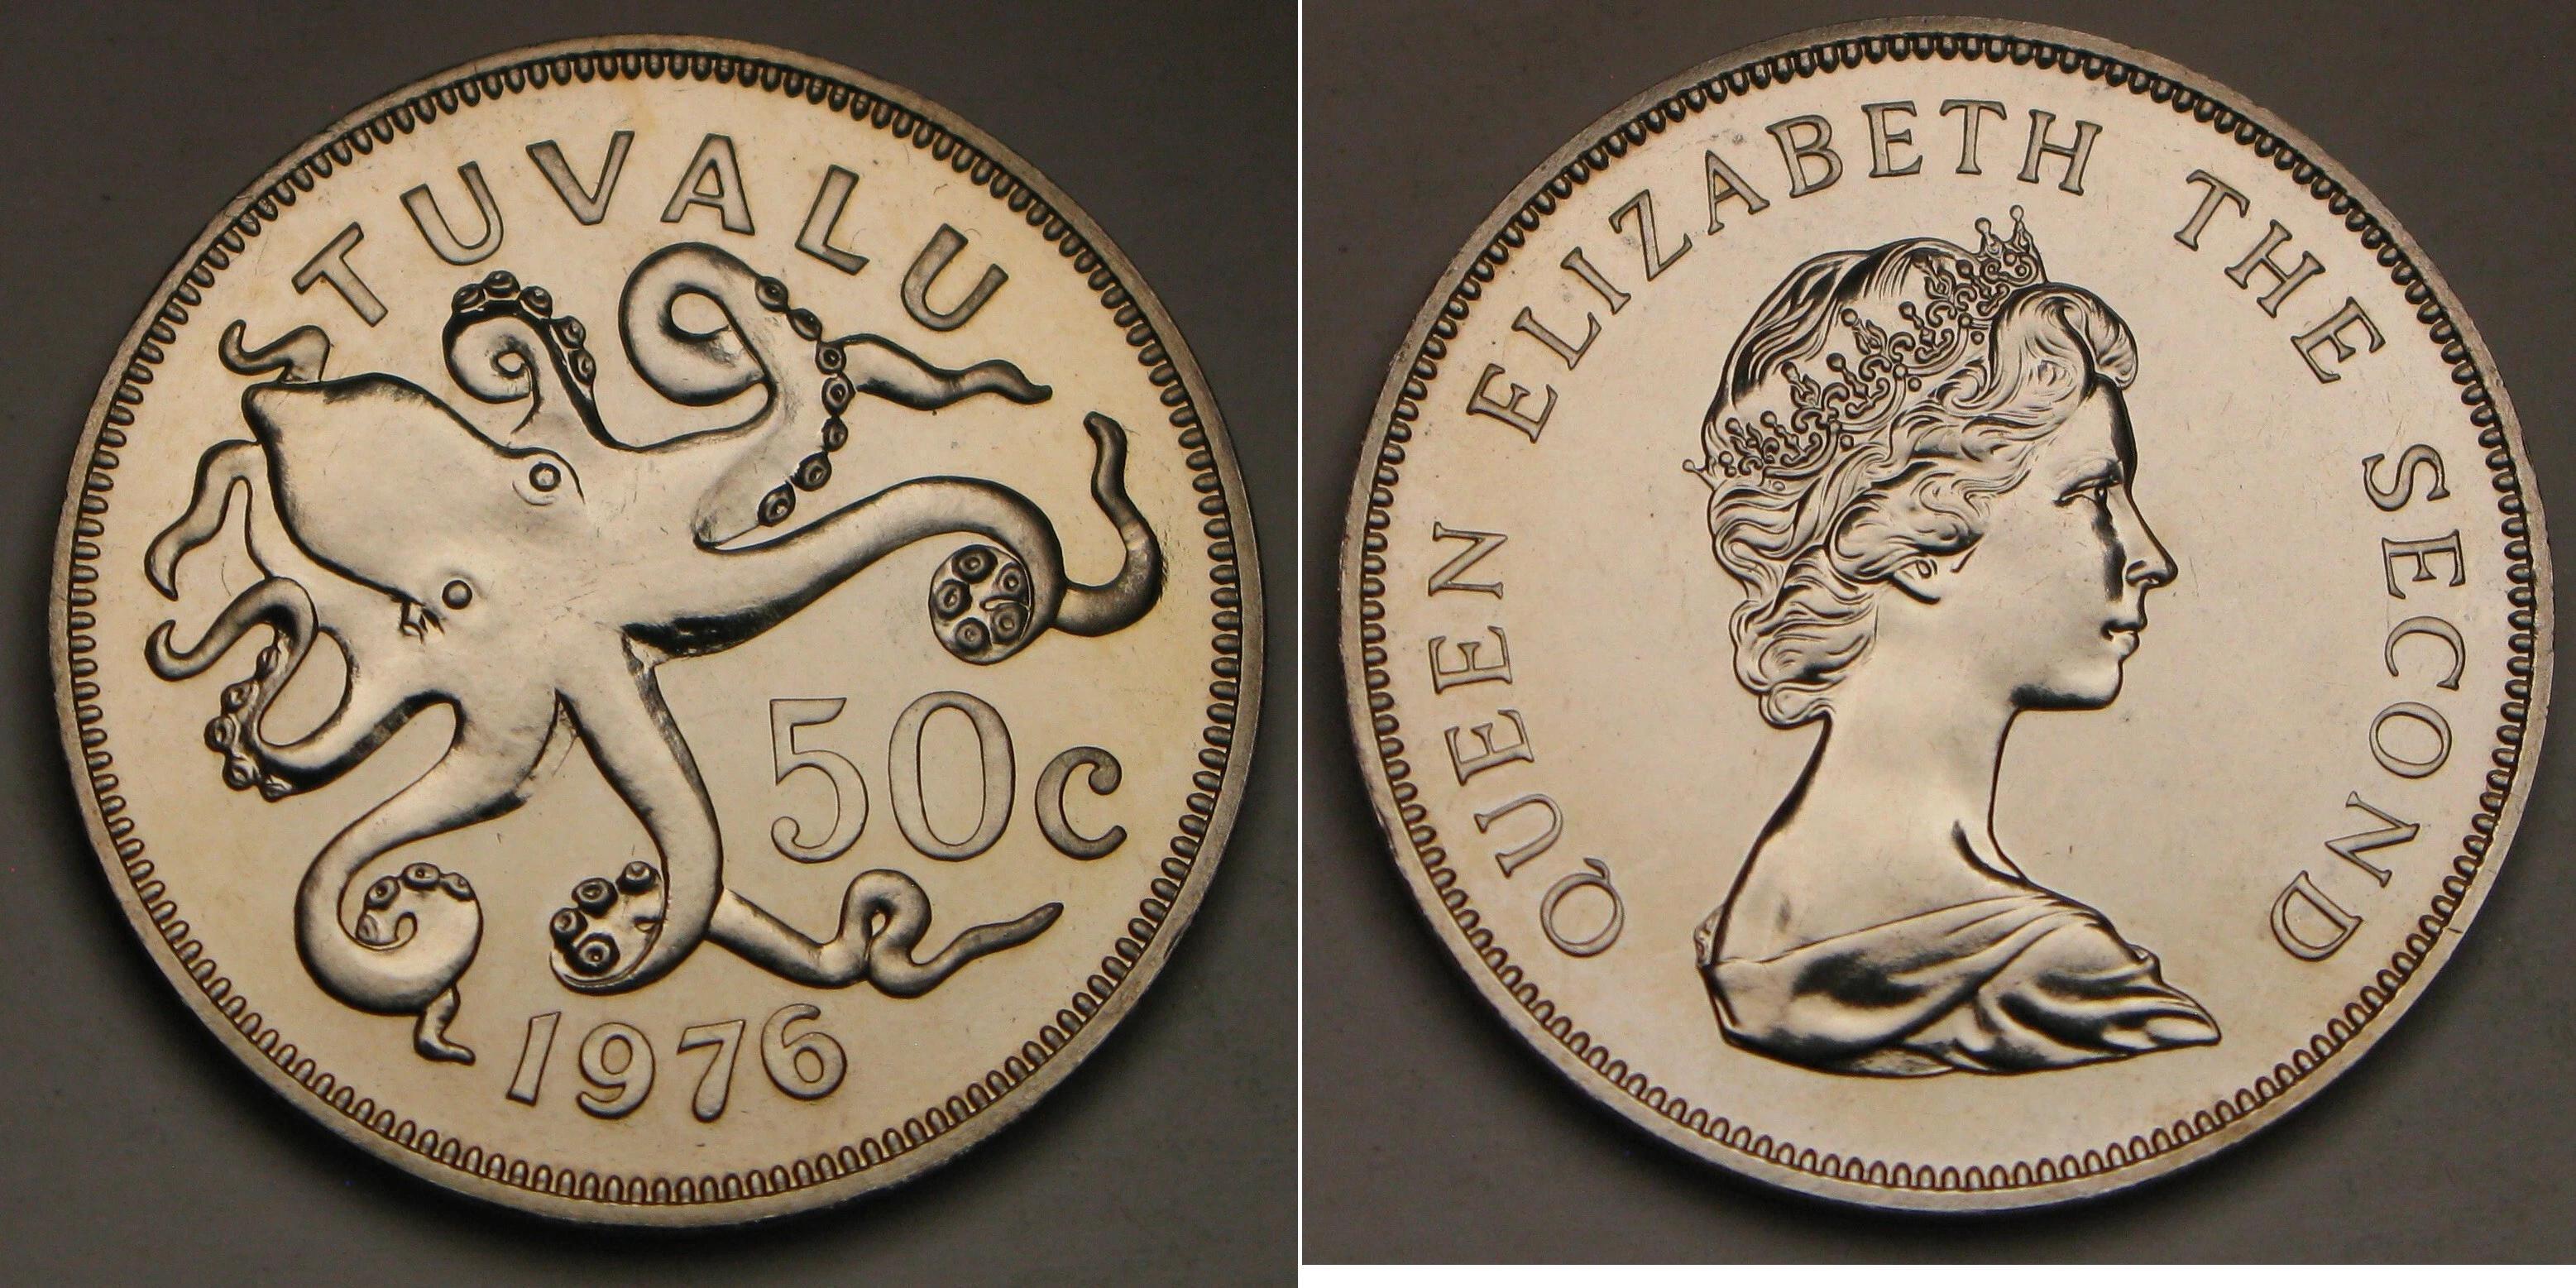 TUVALU
50c
1976
QUEEN ELIZABETH THE SECOND